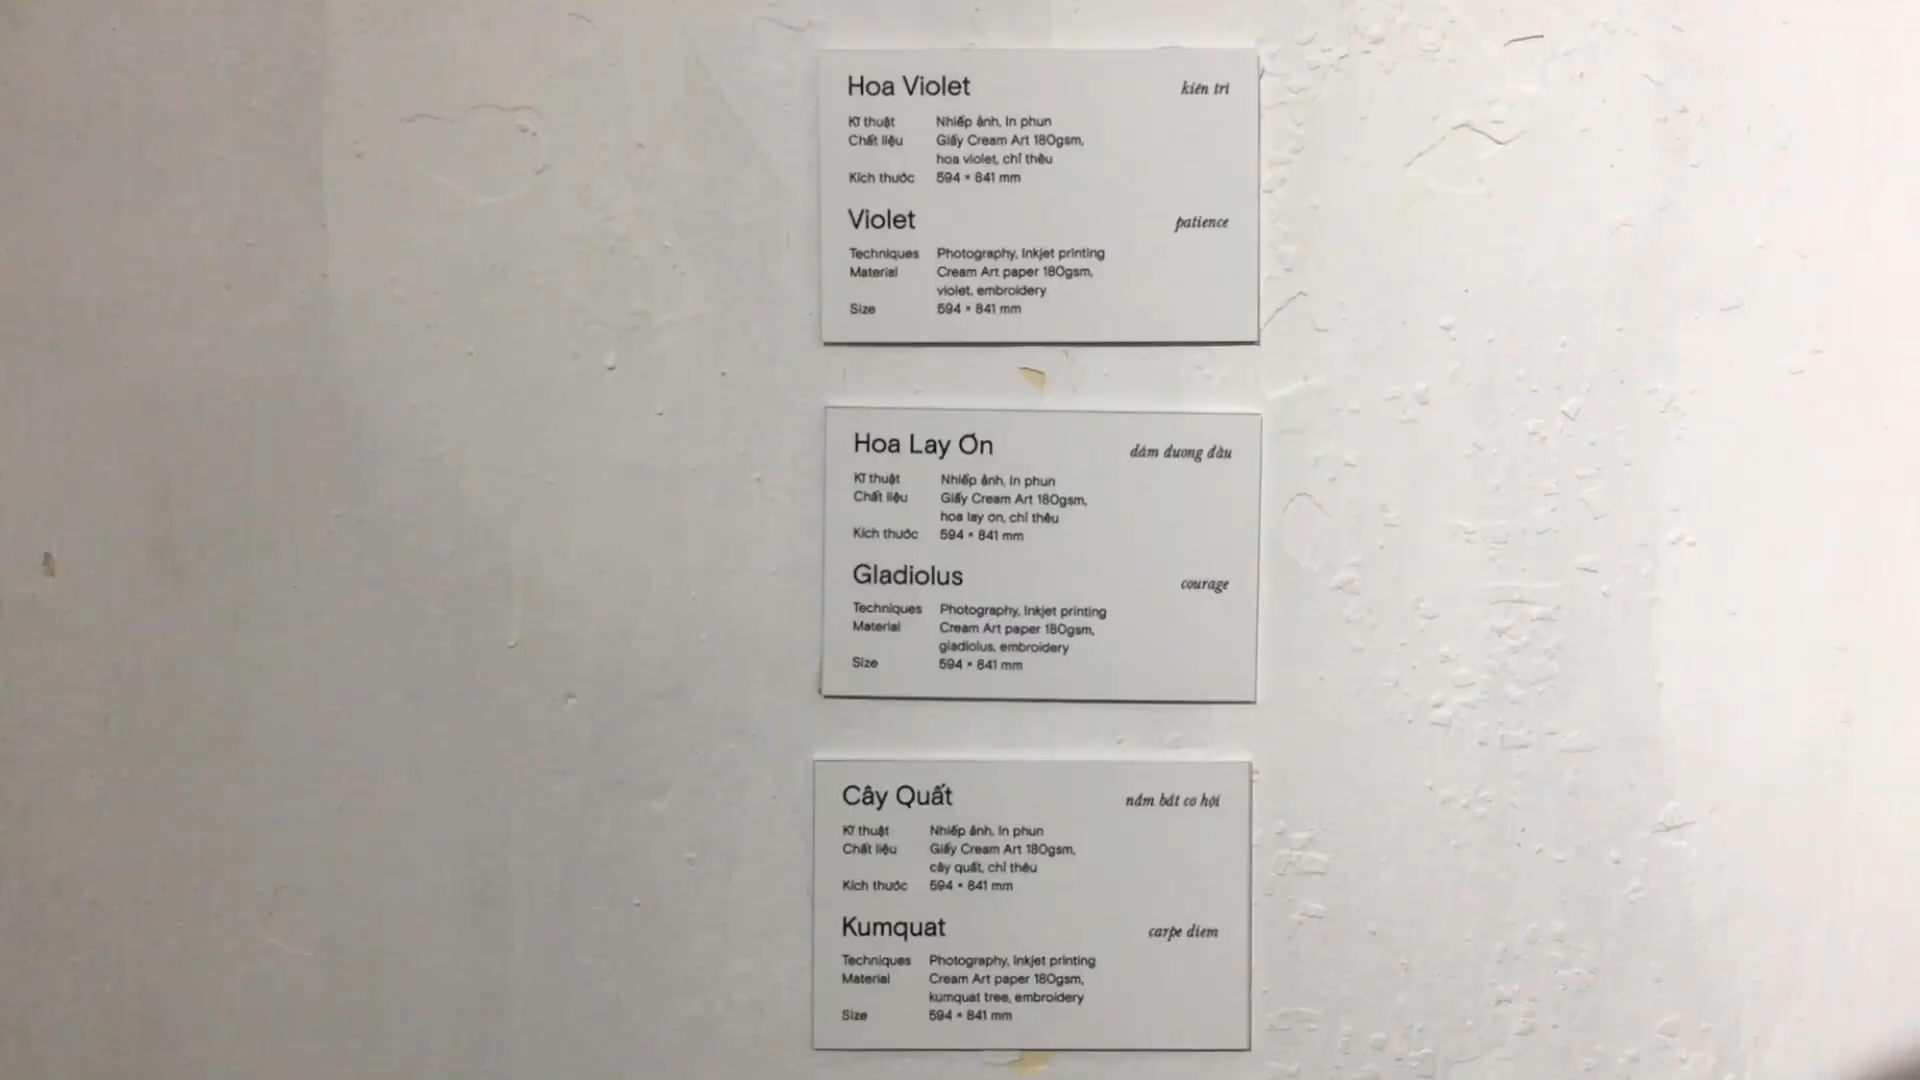 Hoa Violet kiên trì
Kĩ thuật Nhiếp ảnh, In phun
Chất liệu Giấy Cream Art 180gsm,
hoa violet, chỉ thêu
Kích thước 594 × 841 mm
Violet patience
Techniques Photography, Inkjet printing
Material Cream Art paper 180gsm,
violet, embroidery
Size 594 × 841 mm
Hoa Lay Ơn dám đương đầu
Kĩ thuật Nhiếp ảnh, In phun
Chất liệu Giấy Cream Art 180gsm,
hoa lay ơn, chỉ thêu
Kích thước 594 × 841 mm
Gladiolus courage
Techniques Photography, Inkjet printing
Material Cream Art paper 180gsm,
gladiolus, embroidery
Size 594 × 841 mm
Cây Quất nắm bắt cơ hội
Kĩ thuật Nhiếp ảnh, In phun
Chất liệu Giấy Cream Art 180gsm,
cây quất, chỉ thêu
Kích thước 594 × 841 mm
Kumquat carpe diem
Techniques Photography, Inkjet printing
Material Cream Art paper 180gsm,
kumquat tree, embroidery
Size 594 × 841 mm